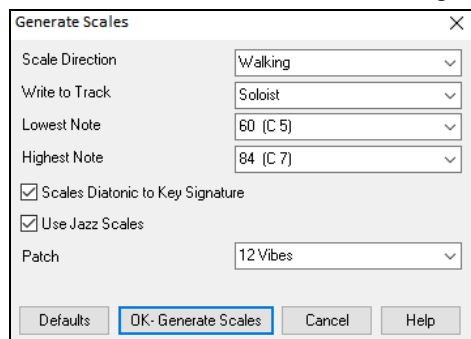 Generate Scales
Scale Direction Walking
Write to Track Soloist
Lowest Note 60 (C 5)
Highest Note 84 (C 7)
Scales Diatonic to Key Signature
Use Jazz Scales
Patch 12 Vibes
Defaults OK- Generate Scales Cancel Help